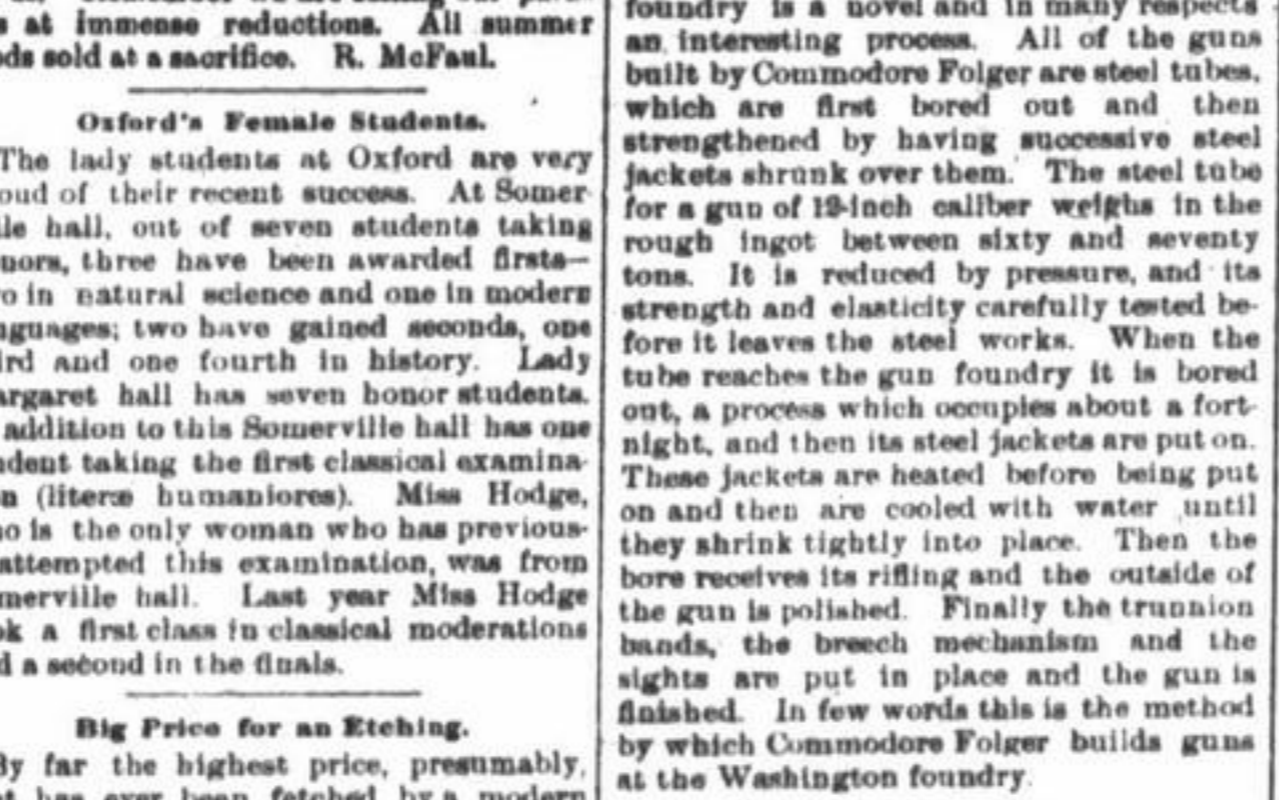 s at immense reductions. All summer
ds sold at a sacrifice. R. McFaul.
Oxford's Female Students.
The lady students at Oxford are very
oud of their recent success. At Somer-
lle hall, out of seven students taking
nors, three have been awarded firsts—
o in natural science and one in modern
nguages; two have gained seconds, one
ird and one fourth in history. Lady
argaret hall has seven honor students.
addition to this Somerville hall has one
udent taking the first classical examina-
n (literæ humaniores). Miss Hodge,
ho is the only woman who has previous-
attempted this examination, was from
merville hall. Last year Miss Hodge
ok a first class in classical moderations
d a second in the finals.
Big Price for an Etching.
By far the highest price, presumably,
t has ever been fetched by a modern
foundry is a novel and in many respects
an interesting process. All of the guns
built by Commodore Folger are steel tubes,
which are first bored out and then
strengthened by having successive steel
jackets shrunk over them. The steel tube
for a gun of 12-inch caliber weighs in the
rough ingot between sixty and seventy
tons. It is reduced by pressure, and its
strength and elasticity carefully tested be-
fore it leaves the steel works. When the
tube reaches the gun foundry it is bored
out, a process which occupies about a fort-
night, and then its steel jackets are put on.
These jackets are heated before being put
on and then are cooled with water until
they shrink tightly into place. Then the
bore receives its rifling and the outside of
the gun is polished. Finally the trunnion
bands, the breech mechanism and the
sights are put in place and the gun is
finished. In few words this is the method
by which Commodore Folger builds guns
at the Washington foundry.